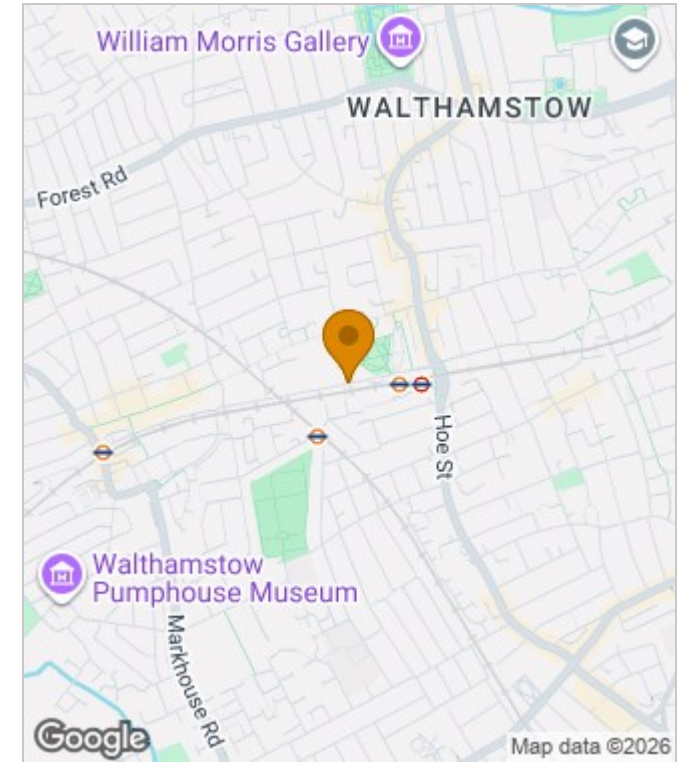 William Morris Gallery
WALTHAMSTOW
Forest Rd
Hoe St
Walthamstow
Pumphouse Museum
Markhouse Rd
Google
Map data ©2026